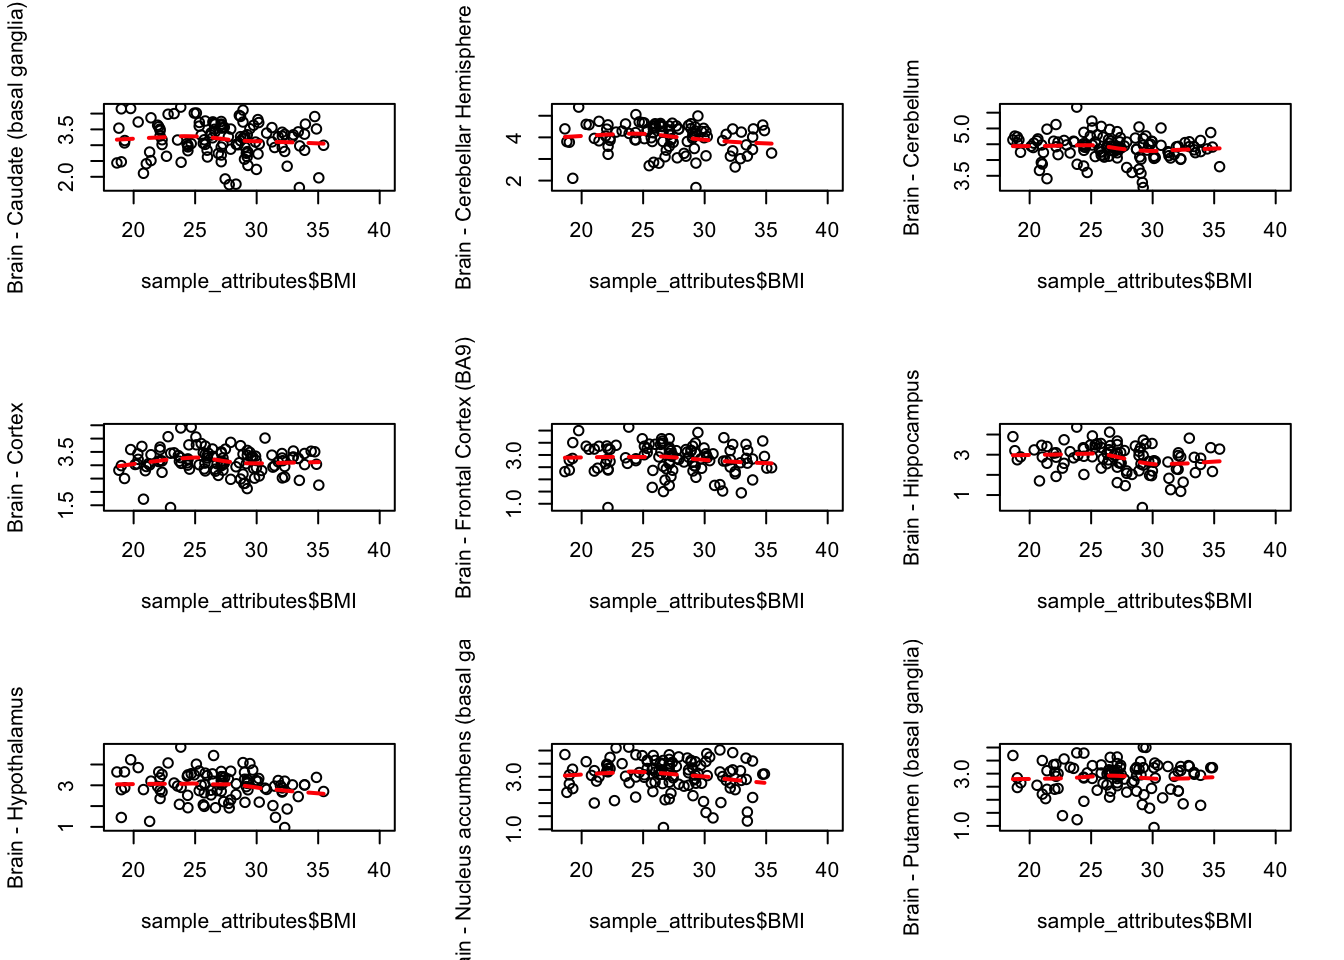 Brain - Caudate (basal ganglia)
2.0 3.5
20 25 30 35 40
sample_attributes$BMI
Brain - Cerebellar Hemisphere
2 4
20 25 30 35 40
sample_attributes$BMI
Brain - Cerebellum
3.5 5.0
20 25 30 35 40
sample_attributes$BMI
Brain - Cortex
1.5 3.5
20 25 30 35 40
sample_attributes$BMI
Brain - Frontal Cortex (BA9)
1.0 3.0
20 25 30 35 40
sample_attributes$BMI
Brain - Hippocampus
1 3
20 25 30 35 40
sample_attributes$BMI
Brain - Hypothalamus
1 3
20 25 30 35 40
sample_attributes$BMI
ain - Nucleus accumbens (basal ga
1.0 3.0
20 25 30 35 40
sample_attributes$BMI
Brain - Putamen (basal ganglia)
1.0 3.0
20 25 30 35 40
sample_attributes$BMI